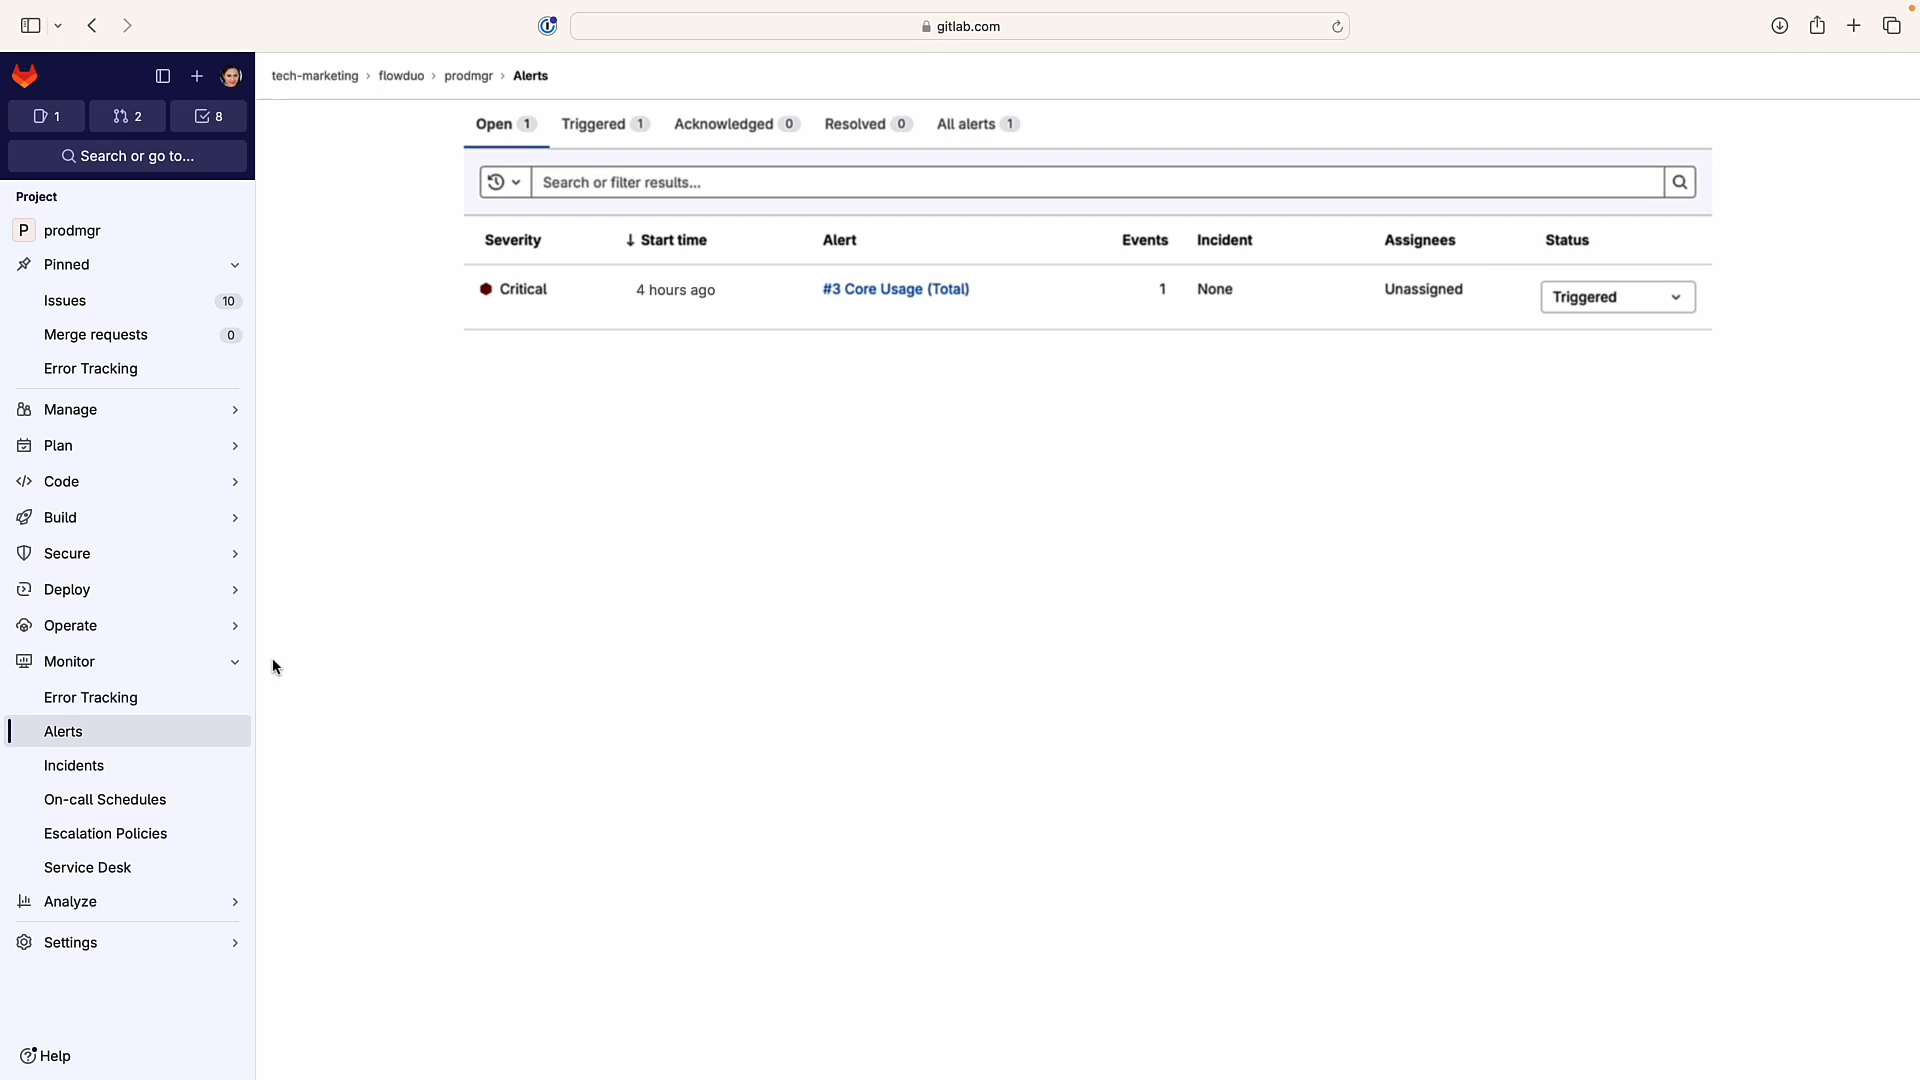 gitlab.com
tech-marketing › flowduo › prodmgr › Alerts
1 2 8
Search or go to...
Project
P prodmgr
Pinned
Issues 10
Merge requests 0
Error Tracking
Manage
Plan
Code
Build
Secure
Deploy
Operate
Monitor
Error Tracking
Alerts
Incidents
On-call Schedules
Escalation Policies
Service Desk
Analyze
Settings
Help
Open 1 Triggered 1 Acknowledged 0 Resolved 0 All alerts 1
Search or filter results...
Severity ↓ Start time Alert Events Incident Assignees Status
Critical 4 hours ago #3 Core Usage (Total) 1 None Unassigned Triggered